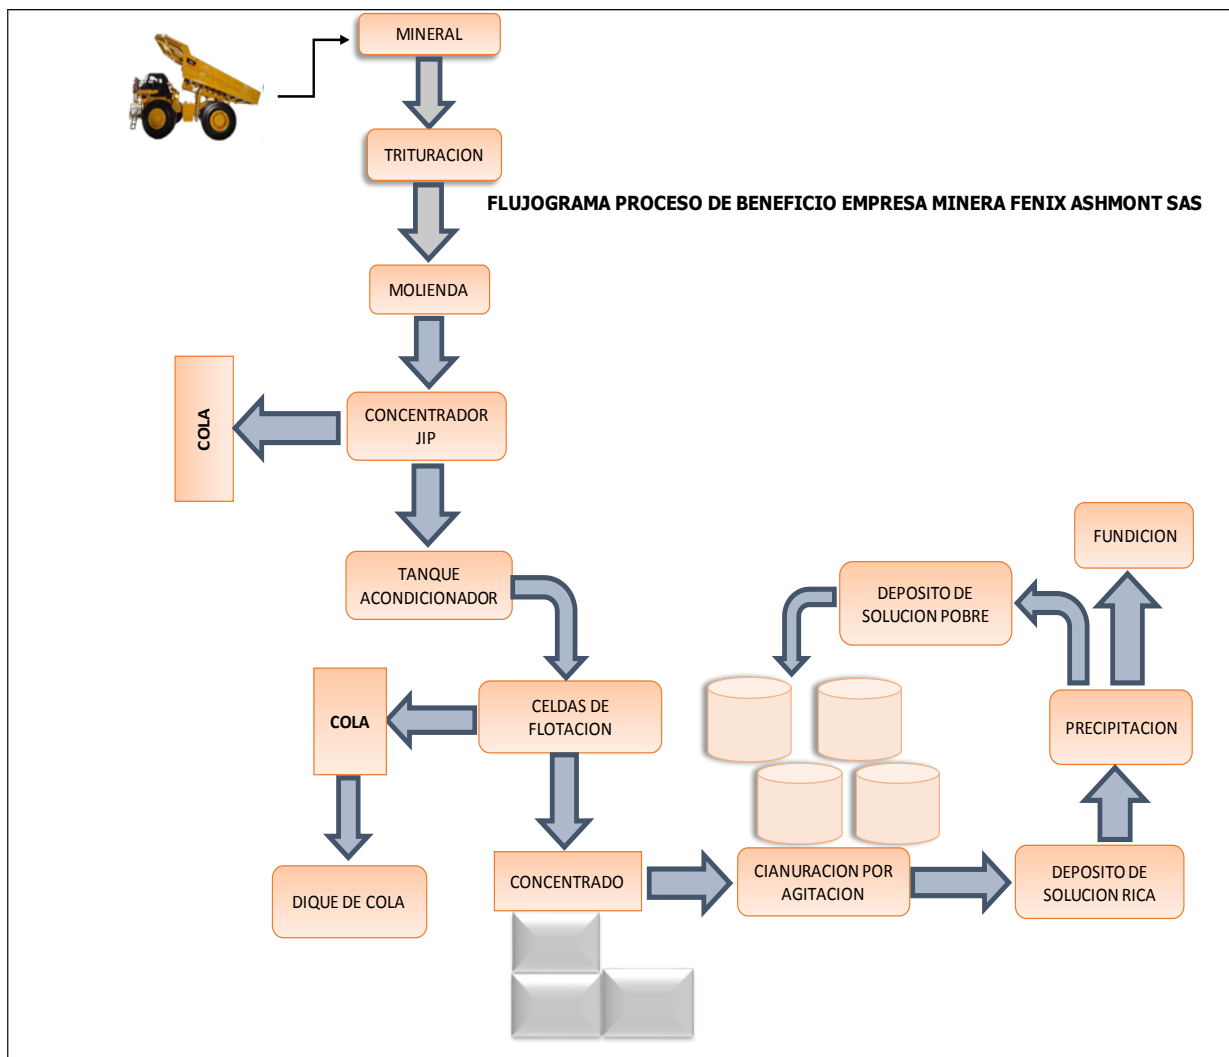 MINERAL
TRITURACION
FLUJOGRAMA PROCESO DE BENEFICIO EMPRESA MINERA FENIX ASHMONT SAS
MOLIENDA
COLA
CONCENTRADOR
JIP
TANQUE
ACONDICIONADOR
FUNDICION
DEPOSITO DE
SOLUCION POBRE
COLA
CELDAS DE
FLOTACION
PRECIPITACION
DIQUE DE COLA
CONCENTRADO
CIANURACION POR
AGITACION
DEPOSITO DE
SOLUCION RICA